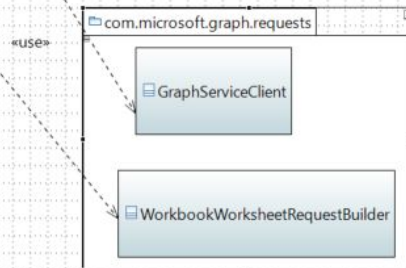 com.microsoft.graph.requests
«use»
GraphServiceClient
WorkbookWorksheetRequestBuilder